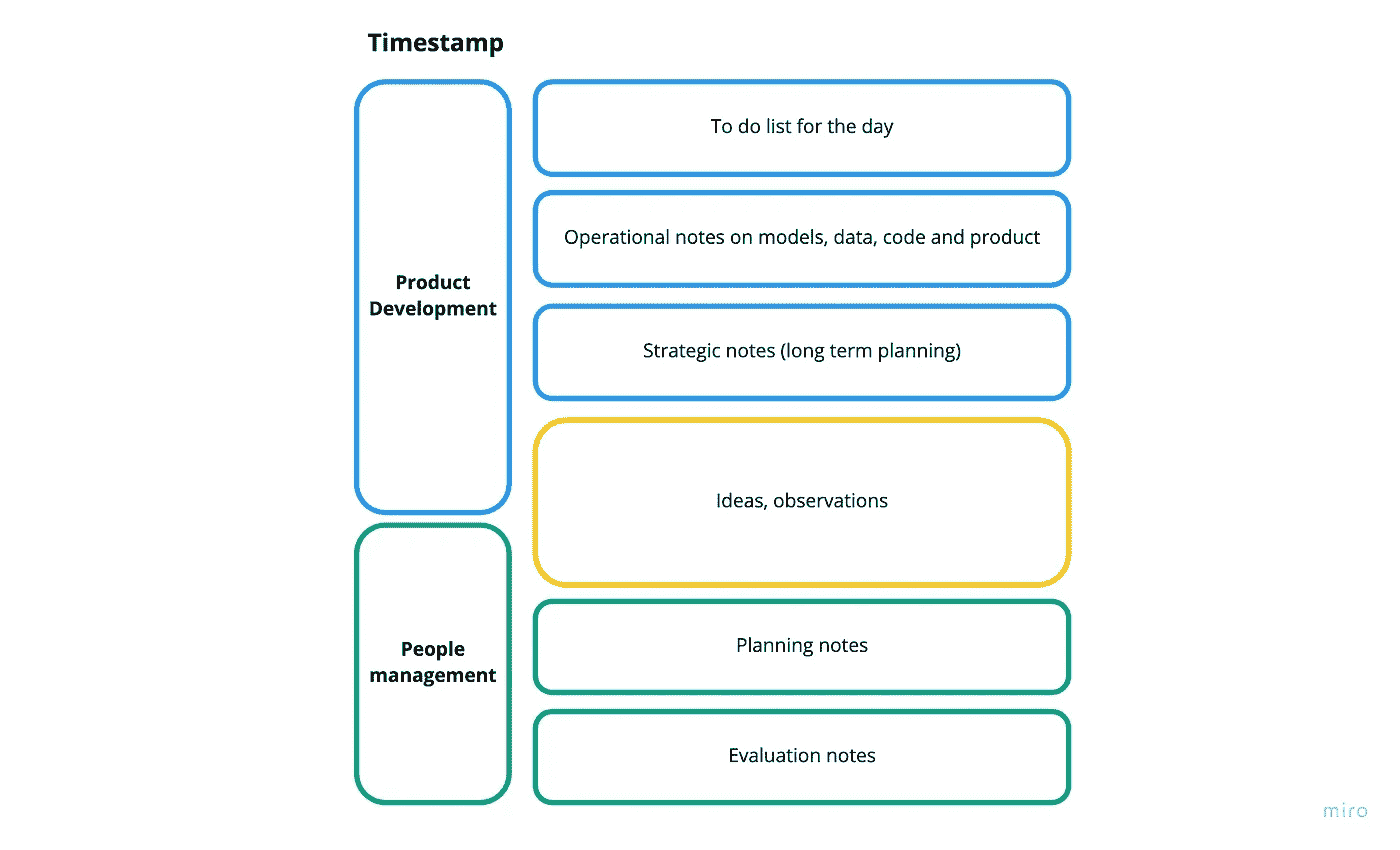 Timestamp
To do list for the day
Operational notes on models, data, code and product
Product
Development
Strategic notes (long term planning)
Ideas, observations
People
management
Planning notes
Evaluation notes
miro